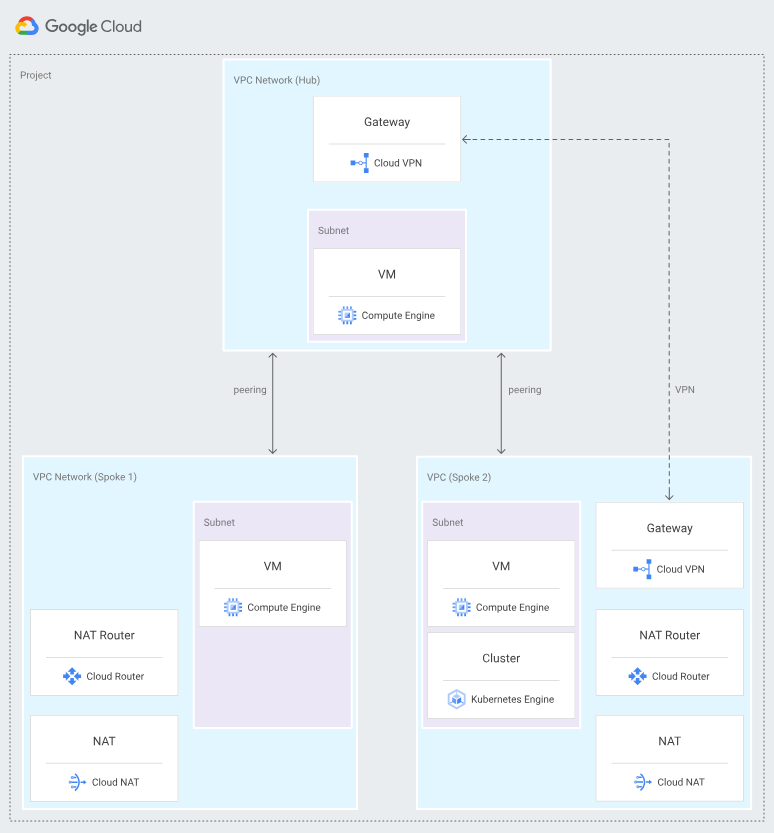 Google Cloud
Project
VPC Network (Hub)
Gateway
Cloud VPN
Subnet
VM
Compute Engine
peering
peering
VPN
VPC Network (Spoke 1)
Subnet
VM
Compute Engine
NAT Router
Cloud Router
NAT
Cloud NAT
VPC (Spoke 2)
Subnet
VM
Compute Engine
Cluster
Kubernetes Engine
Gateway
Cloud VPN
NAT Router
Cloud Router
NAT
Cloud NAT